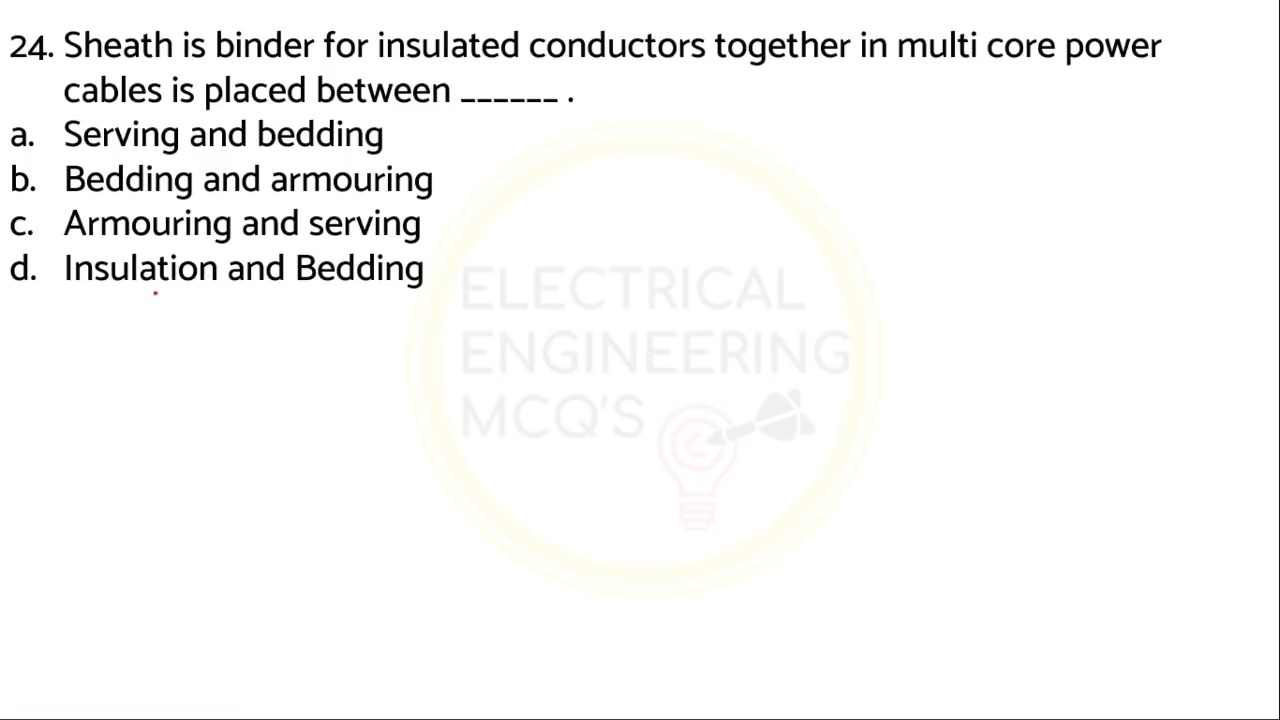 24. Sheath is binder for insulated conductors together in multi core power
cables is placed between ______ .
a. Serving and bedding
b. Bedding and armouring
c. Armouring and serving
d. Insulation and Bedding
ELECTRICAL
ENGINEERING
MCQ'S